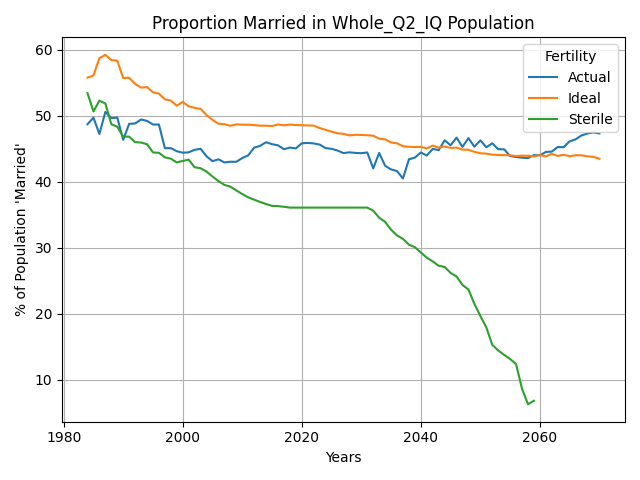 Proportion Married in Whole_Q2_IQ Population
% of Population 'Married'
60
50
40
30
20
10
Fertility
Actual
Ideal
Sterile
1980
2000
2020
2040
2060
Years